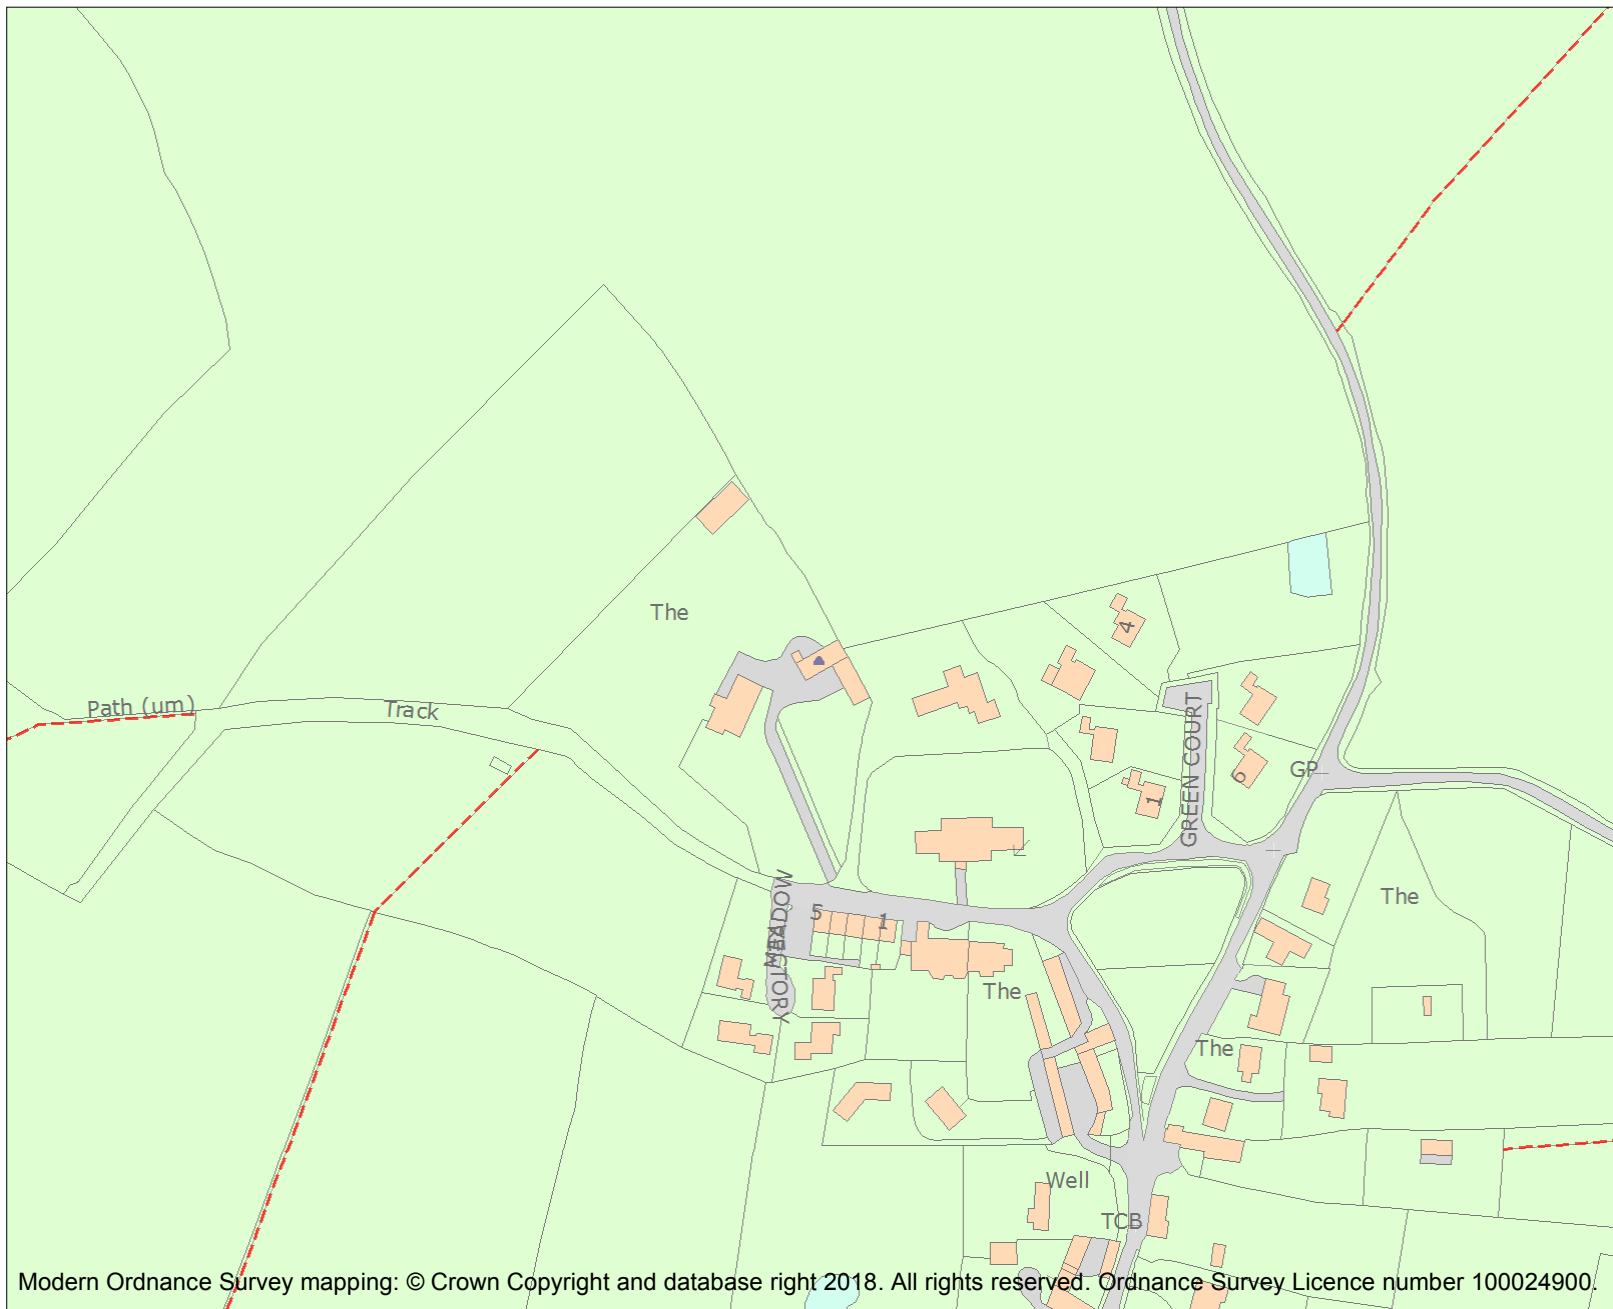 The
4
Path (um)
Track
GREEN COURT
6
GP
1
The
5
1
RECTORY
MEADOW
The
The
Well
TCB
Modern Ordnance Survey mapping: © Crown Copyright and database right 2018. All rights reserved. Ordnance Survey Licence number 100024900.